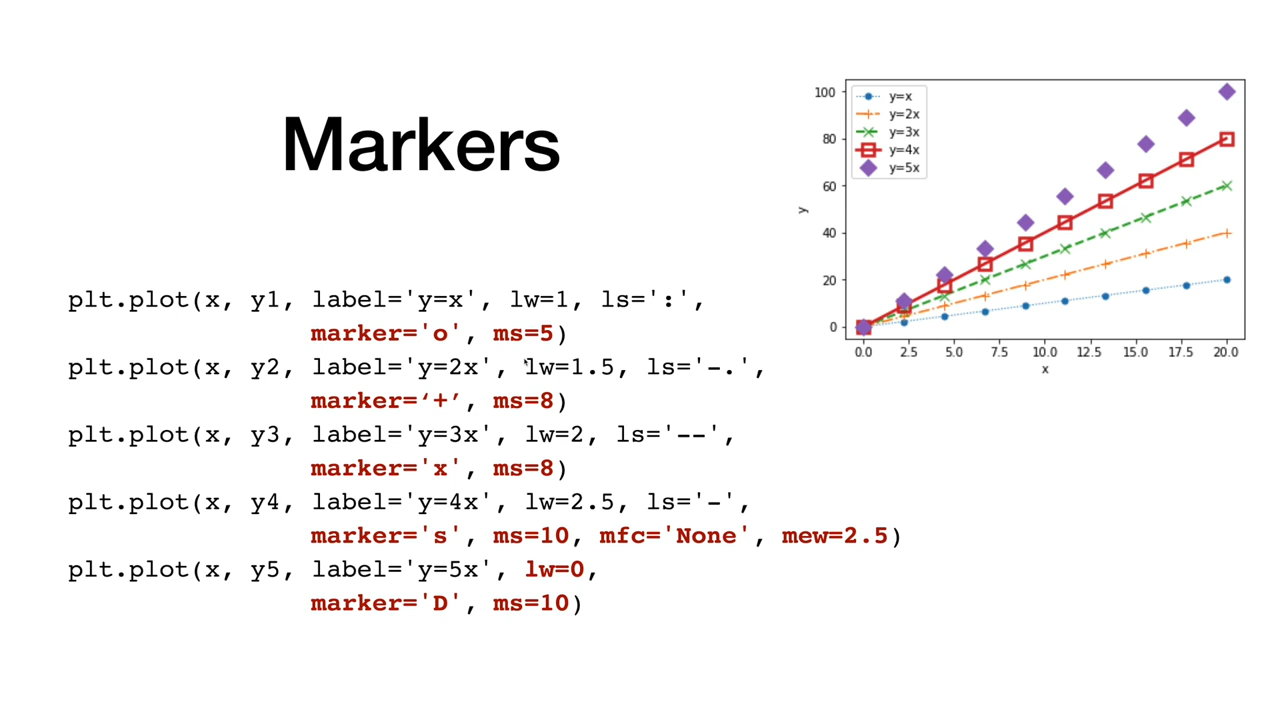 Markers
plt.plot(x, y1, label='y=x', lw=1, ls=':',
marker='o', ms=5)
plt.plot(x, y2, label='y=2x', lw=1.5, ls='-.',
marker=‘+’, ms=8)
plt.plot(x, y3, label='y=3x', lw=2, ls='--',
marker='x', ms=8)
plt.plot(x, y4, label='y=4x', lw=2.5, ls='-',
marker='s', ms=10, mfc='None', mew=2.5)
plt.plot(x, y5, label='y=5x', lw=0,
marker='D', ms=10)
y=x
y=2x
y=3x
y=4x
y=5x
100
80
60
40
20
0
y
0.0 2.5 5.0 7.5 10.0 12.5 15.0 17.5 20.0
x